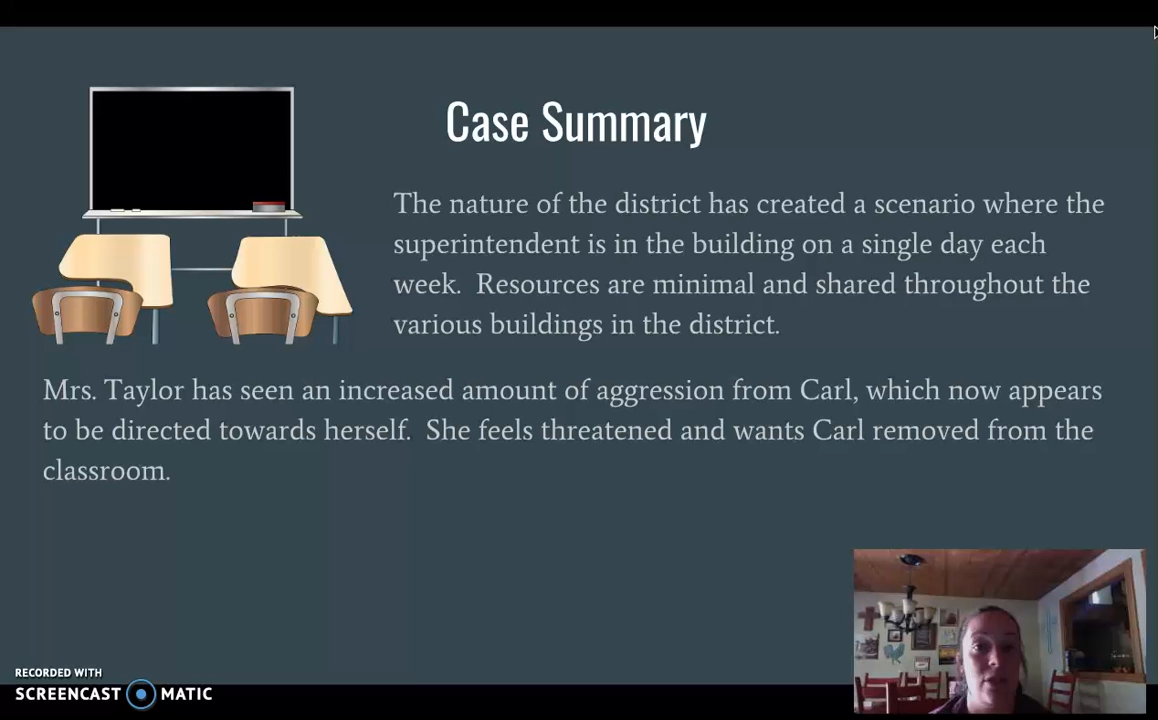 Case Summary
The nature of the district has created a scenario where the
superintendent is in the building on a single day each
week.  Resources are minimal and shared throughout the
various buildings in the district.
Mrs. Taylor has seen an increased amount of aggression from Carl, which now appears
to be directed towards herself.  She feels threatened and wants Carl removed from the
classroom.
RECORDED WITH
SCREENCAST MATIC